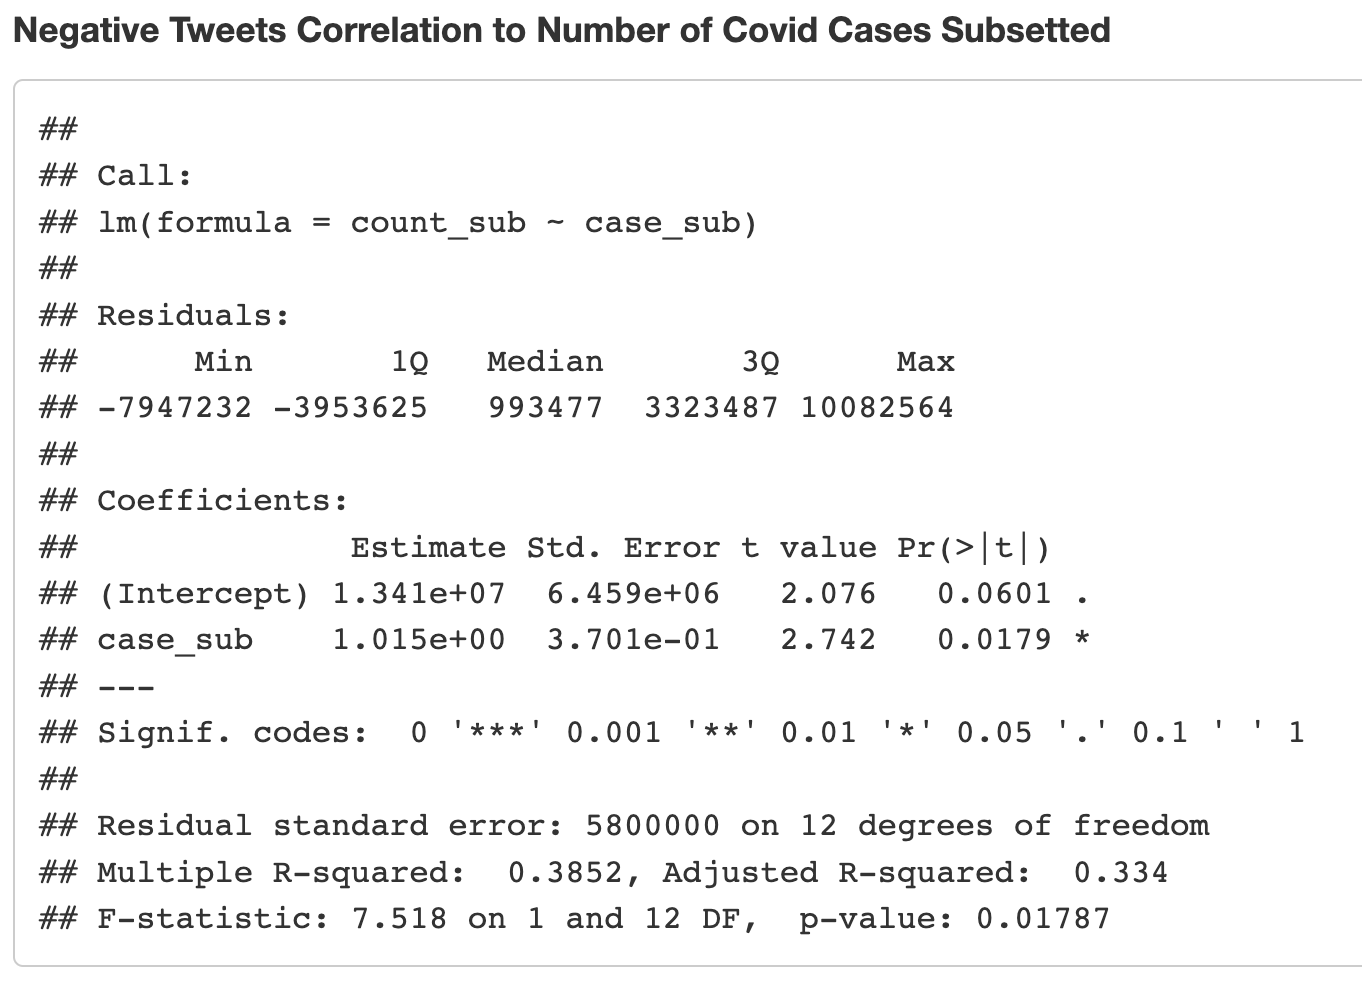 Negative Tweets Correlation to Number of Covid Cases Subsetted
##
## Call:
## lm(formula = count_sub ~ case_sub)
##
## Residuals:
##      Min       1Q   Median       3Q      Max
## -7947232 -3953625   993477  3323487 10082564
##
## Coefficients:
##              Estimate Std. Error t value Pr(>|t|)
## (Intercept) 1.341e+07  6.459e+06   2.076   0.0601 .
## case_sub    1.015e+00  3.701e-01   2.742   0.0179 *
## ---
## Signif. codes:  0 '***' 0.001 '**' 0.01 '*' 0.05 '.' 0.1 ' ' 1
##
## Residual standard error: 5800000 on 12 degrees of freedom
## Multiple R-squared:  0.3852, Adjusted R-squared:  0.334
## F-statistic: 7.518 on 1 and 12 DF,  p-value: 0.01787